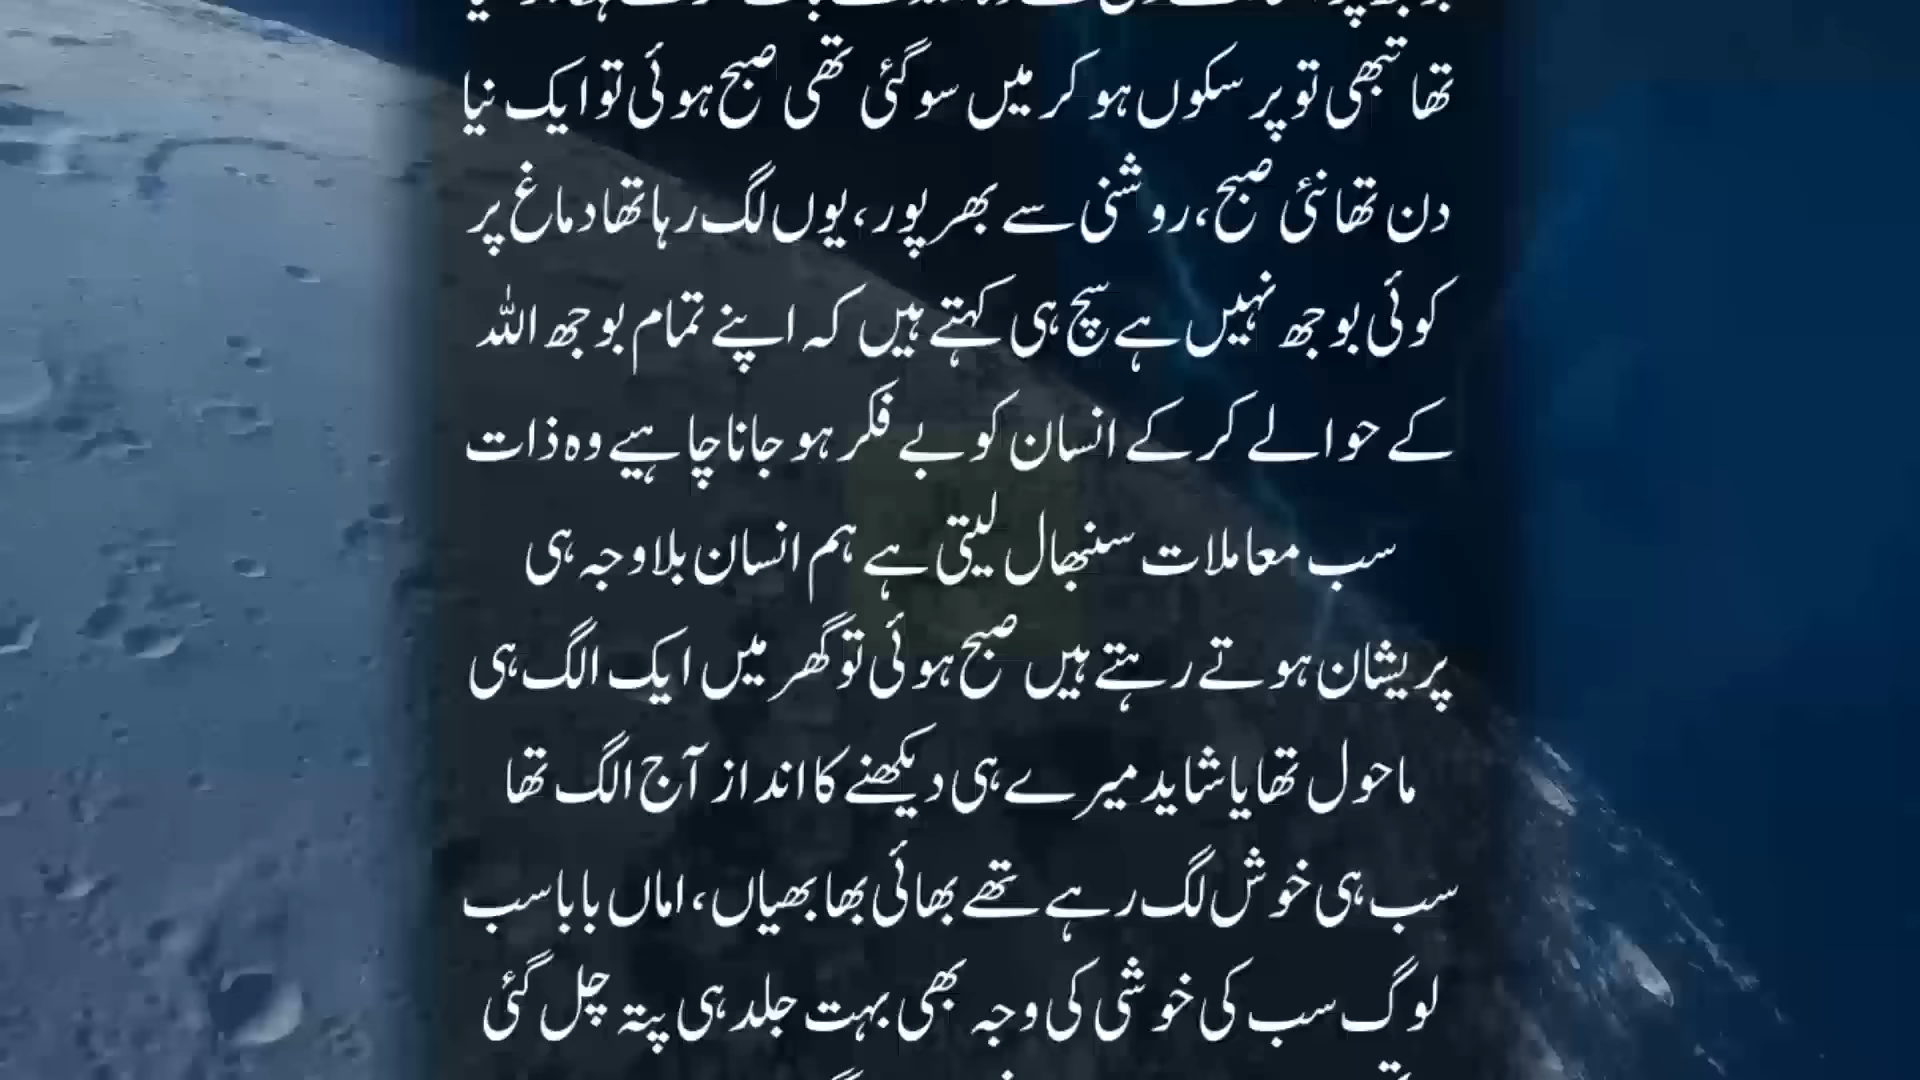 تھا تبھی تو پر سکوں ہو کر میں سو گئی تھی صبح ہوئی تو ایک نیا
دن تھا نئی صبح، روشنی سے بھر پور، یوں لگ رہا تھا دماغ پر
کوئی بوجھ نہیں ہے سچ ہی کہتے ہیں کہ اپنے تمام بوجھ اللہ
کے حوالے کر کے انسان کو بے فکر ہو جانا چاہیے وہ ذات
سب معاملات سنبھال لیتی ہے ہم انسان بلا وجہ ہی
پریشان ہوتے رہتے ہیں صبح ہوئی تو گھر میں ایک الگ ہی
ماحول تھا یا شاید میرے ہی دیکھنے کا انداز آج الگ تھا
سب ہی خوش لگ رہے تھے بھائی بھابھیاں، اماں بابا سب
لوگ سب کی خوشی کی وجہ بھی بہت جلد ہی پتہ چل گئی